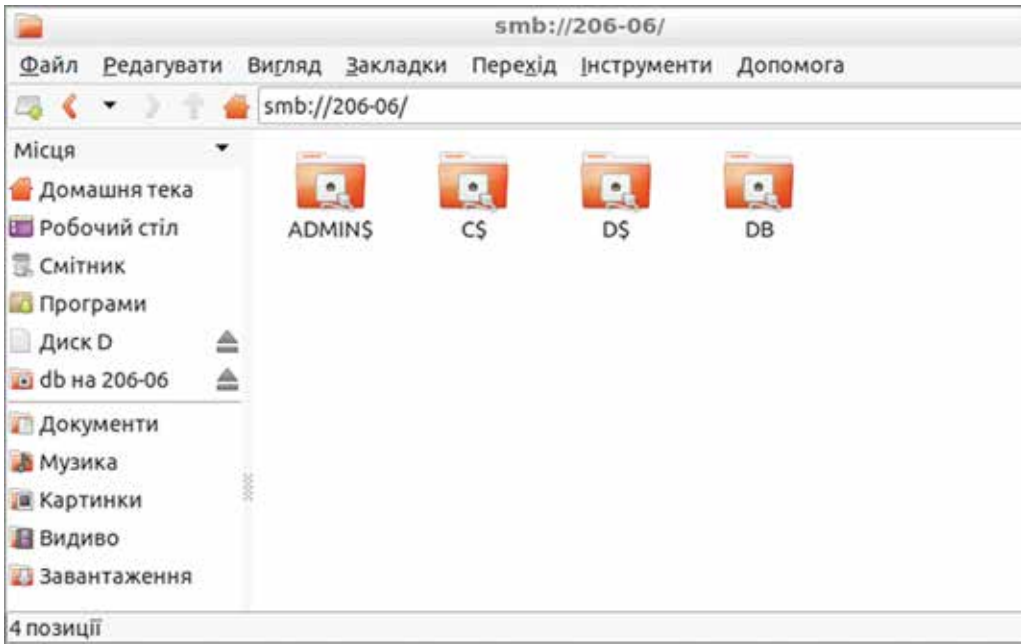 smb://206-06/
Файл Редагувати Вигляд Закладки Перехід Інструменти Допомога
smb://206-06/
Місця
Домашня тека
Робочий стіл
Смітник
Програми
Диск D
db на 206-06
Документи
Музика
Картинки
Видиво
Завантаження
ADMIN$ C$ D$ DB
4 позиції